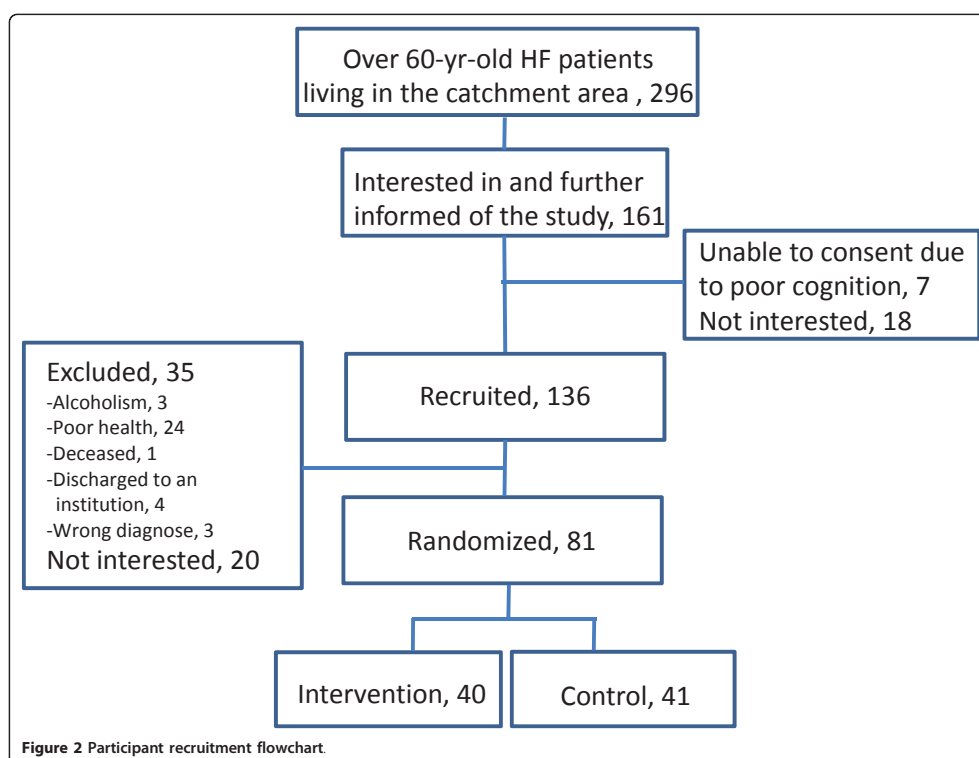 Over 60-yr-old HF patients
living in the catchment area , 296
Interested in and further
informed of the study, 161
Unable to consent due
to poor cognition, 7
Not interested, 18
Excluded, 35
-Alcoholism, 3
-Poor health, 24
-Deceased, 1
-Discharged to an
institution, 4
-Wrong diagnose, 3
Not interested, 20
Recruited, 136
Randomized, 81
Intervention, 40
Control, 41
Figure 2 Participant recruitment flowchart.